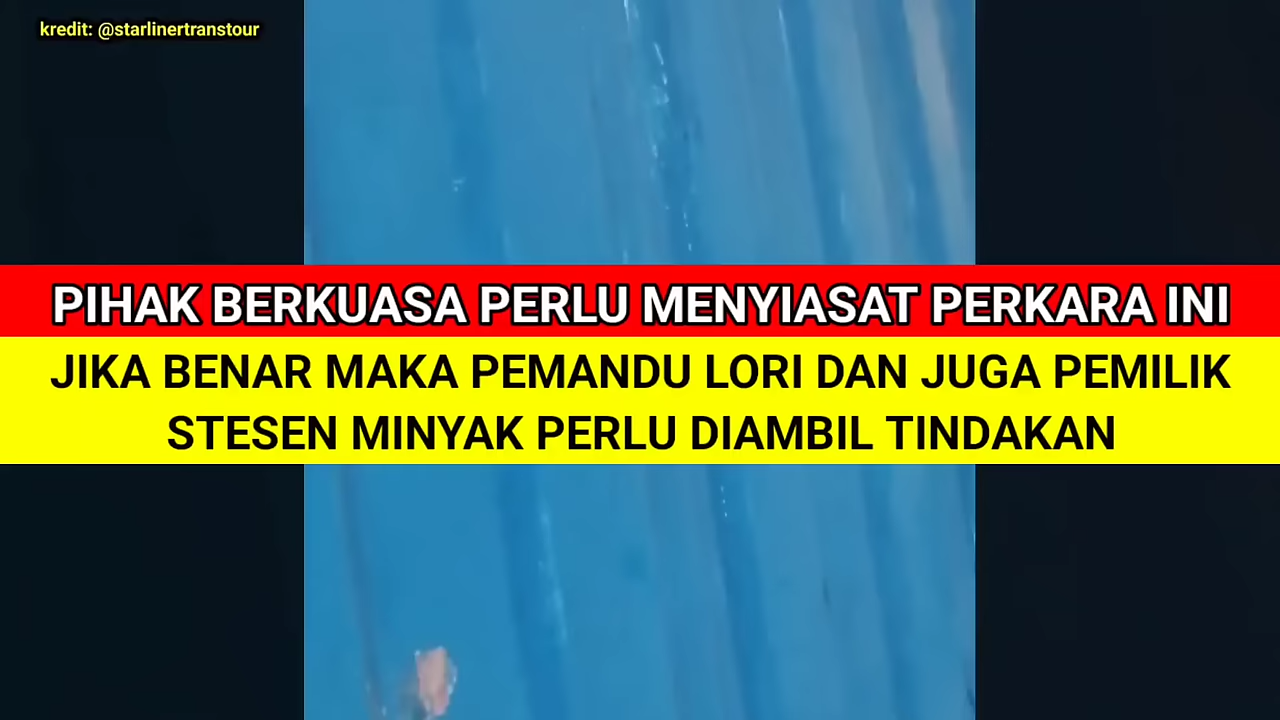 kredit: @starlinertranstour
PIHAK BERKUASA PERLU MENYIASAT PERKARA INI
JIKA BENAR MAKA PEMANDU LORI DAN JUGA PEMILIK
STESEN MINYAK PERLU DIAMBIL TINDAKAN